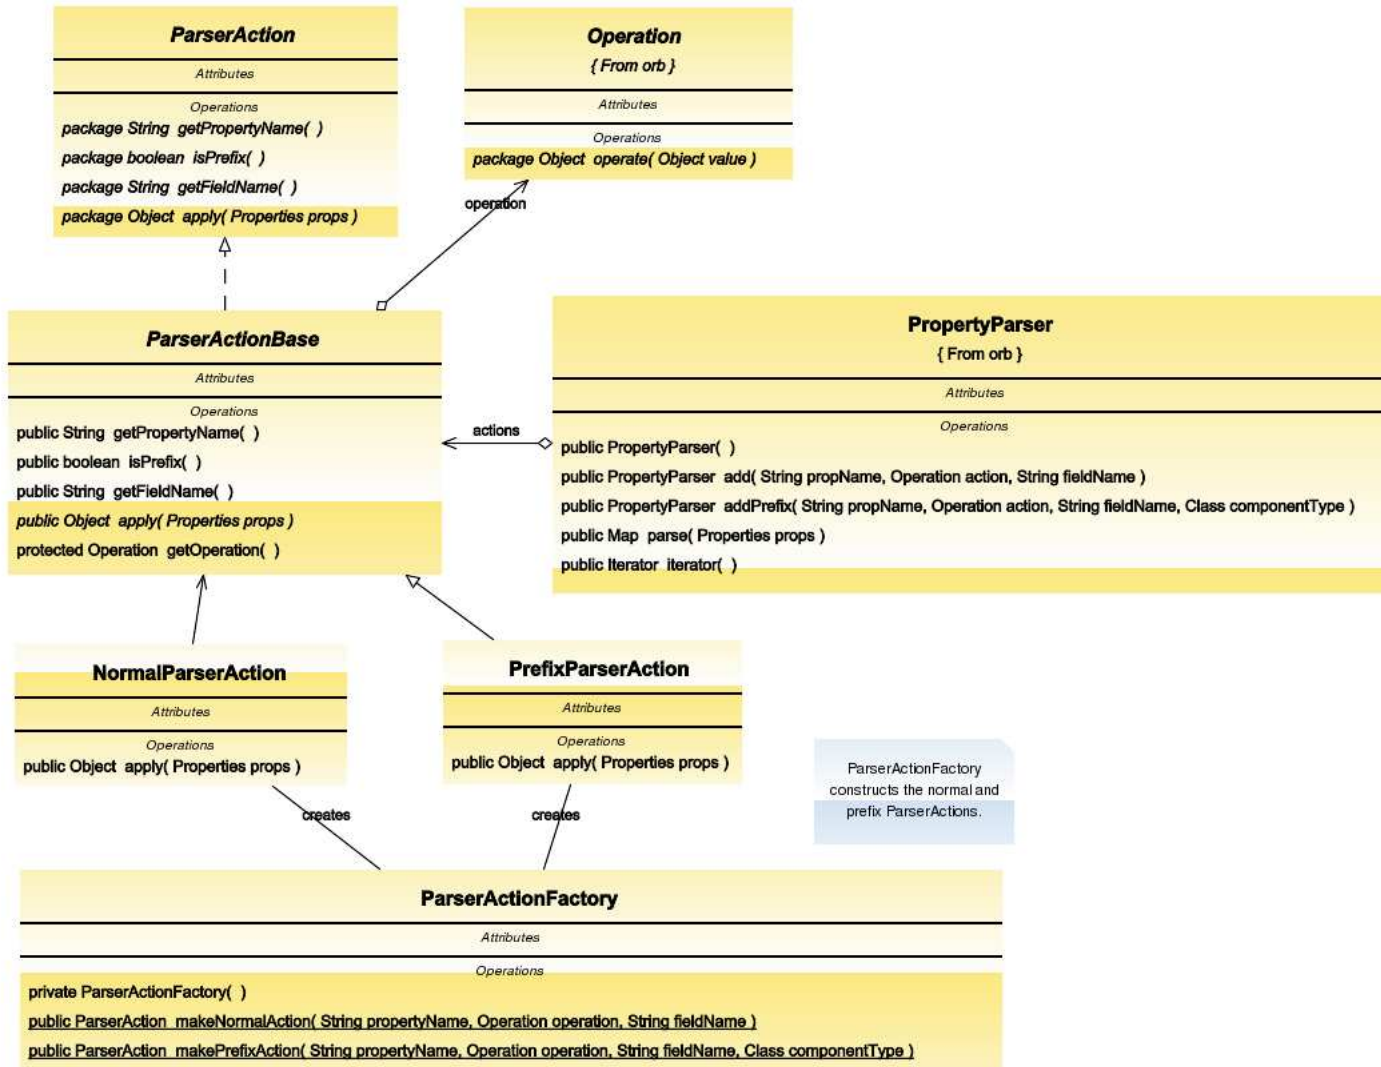 ParserAction
Attributes
Operations
package String getPropertyName( )
package boolean isPrefix( )
package String getFieldName( )
package Object apply( Properties props )
Operation
{ From orb }
Attributes
Operations
package Object operate( Object value )
operation
ParserActionBase
Attributes
Operations
public String getPropertyName( )
public boolean isPrefix( )
public String getFieldName( )
public Object apply( Properties props )
protected Operation getOperation( )
actions
PropertyParser
{ From orb }
Attributes
Operations
public PropertyParser( )
public PropertyParser add( String propName, Operation action, String fieldName )
public PropertyParser addPrefix( String propName, Operation action, String fieldName, Class componentType )
public Map parse( Properties props )
public Iterator iterator( )
NormalParserAction
Attributes
Operations
public Object apply( Properties props )
PrefixParserAction
Attributes
Operations
public Object apply( Properties props )
ParserActionFactory
constructs the normal and
prefix ParserActions.
creates
creates
ParserActionFactory
Attributes
Operations
private ParserActionFactory( )
public ParserAction makeNormalAction( String propertyName, Operation operation, String fieldName )
public ParserAction makePrefixAction( String propertyName, Operation operation, String fieldName, Class componentType )